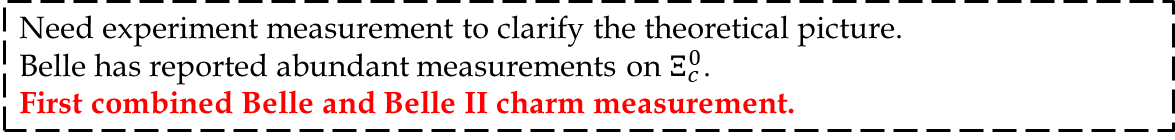 Need experiment measurement to clarify the theoretical picture.
Belle has reported abundant measurements on Ξ_c^0.
First combined Belle and Belle II charm measurement.